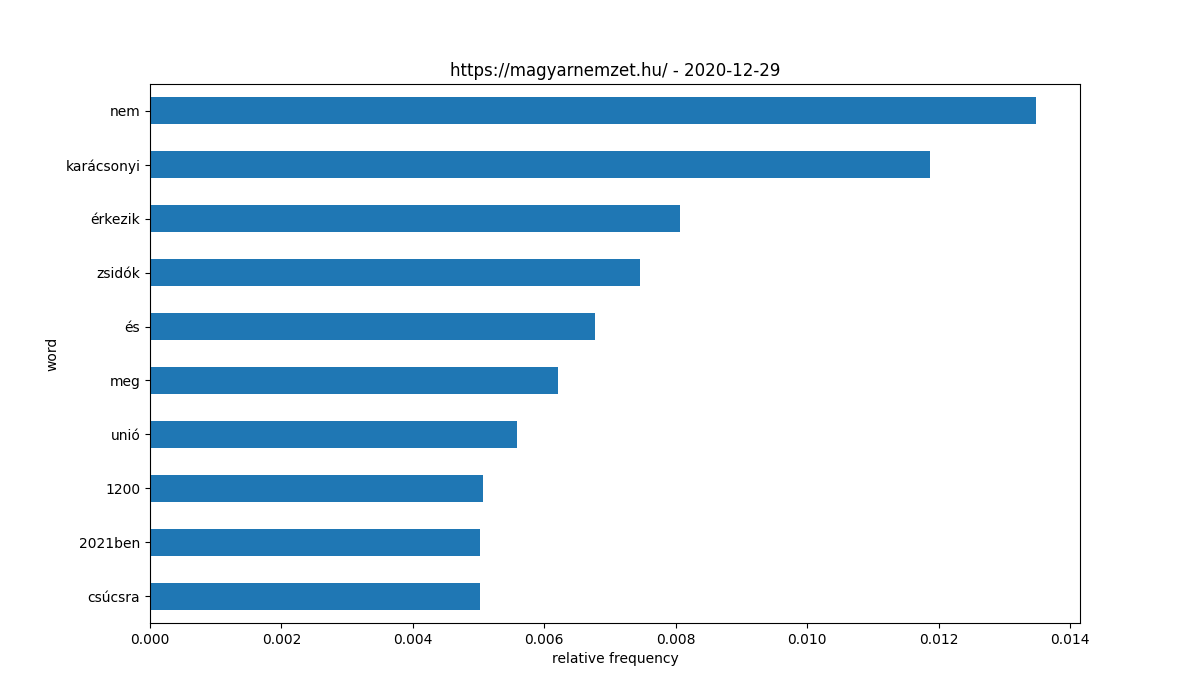 https://magyarnemzet.hu/ - 2020-12-29
nem
karácsonyi
érkezik
zsidók
és
meg
unió
1200
2021ben
csúcsra
word
0.000 0.002 0.004 0.006 0.008 0.010 0.012 0.014
relative frequency